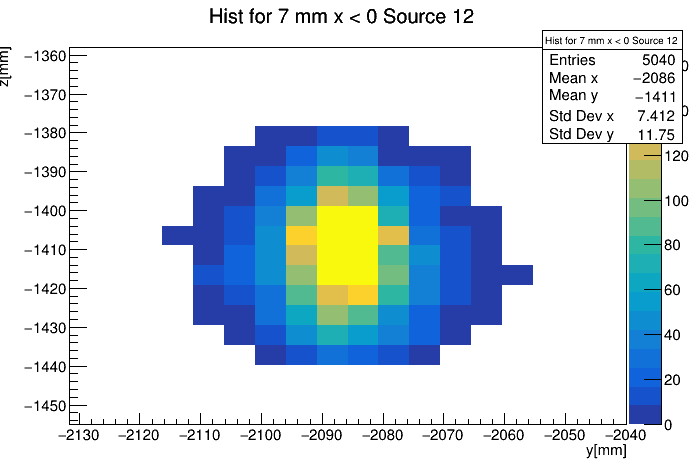 Hist for 7 mm x < 0 Source 12
z[mm]
Hist for 7 mm x < 0 Source 12
Entries 5040
Mean x −2086
Mean y −1411
Std Dev x 7.412
Std Dev y 11.75
−1360
−1370
−1380
−1390
−1400
−1410
−1420
−1430
−1440
−1450
120
100
80
60
40
20
0
−2130 −2120 −2110 −2100 −2090 −2080 −2070 −2060 −2050 −2040
y[mm]